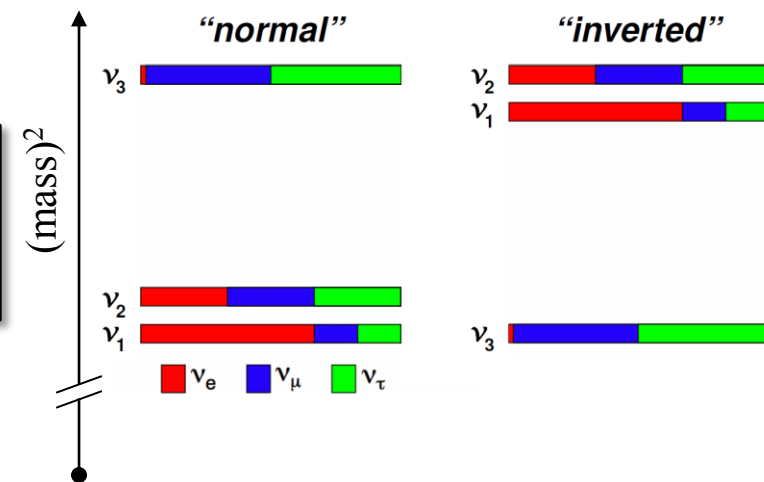 “normal”
“inverted”
(mass)²
ν₃
ν₂
ν₁
νe
νμ
ντ
ν₂
ν₁
ν₃